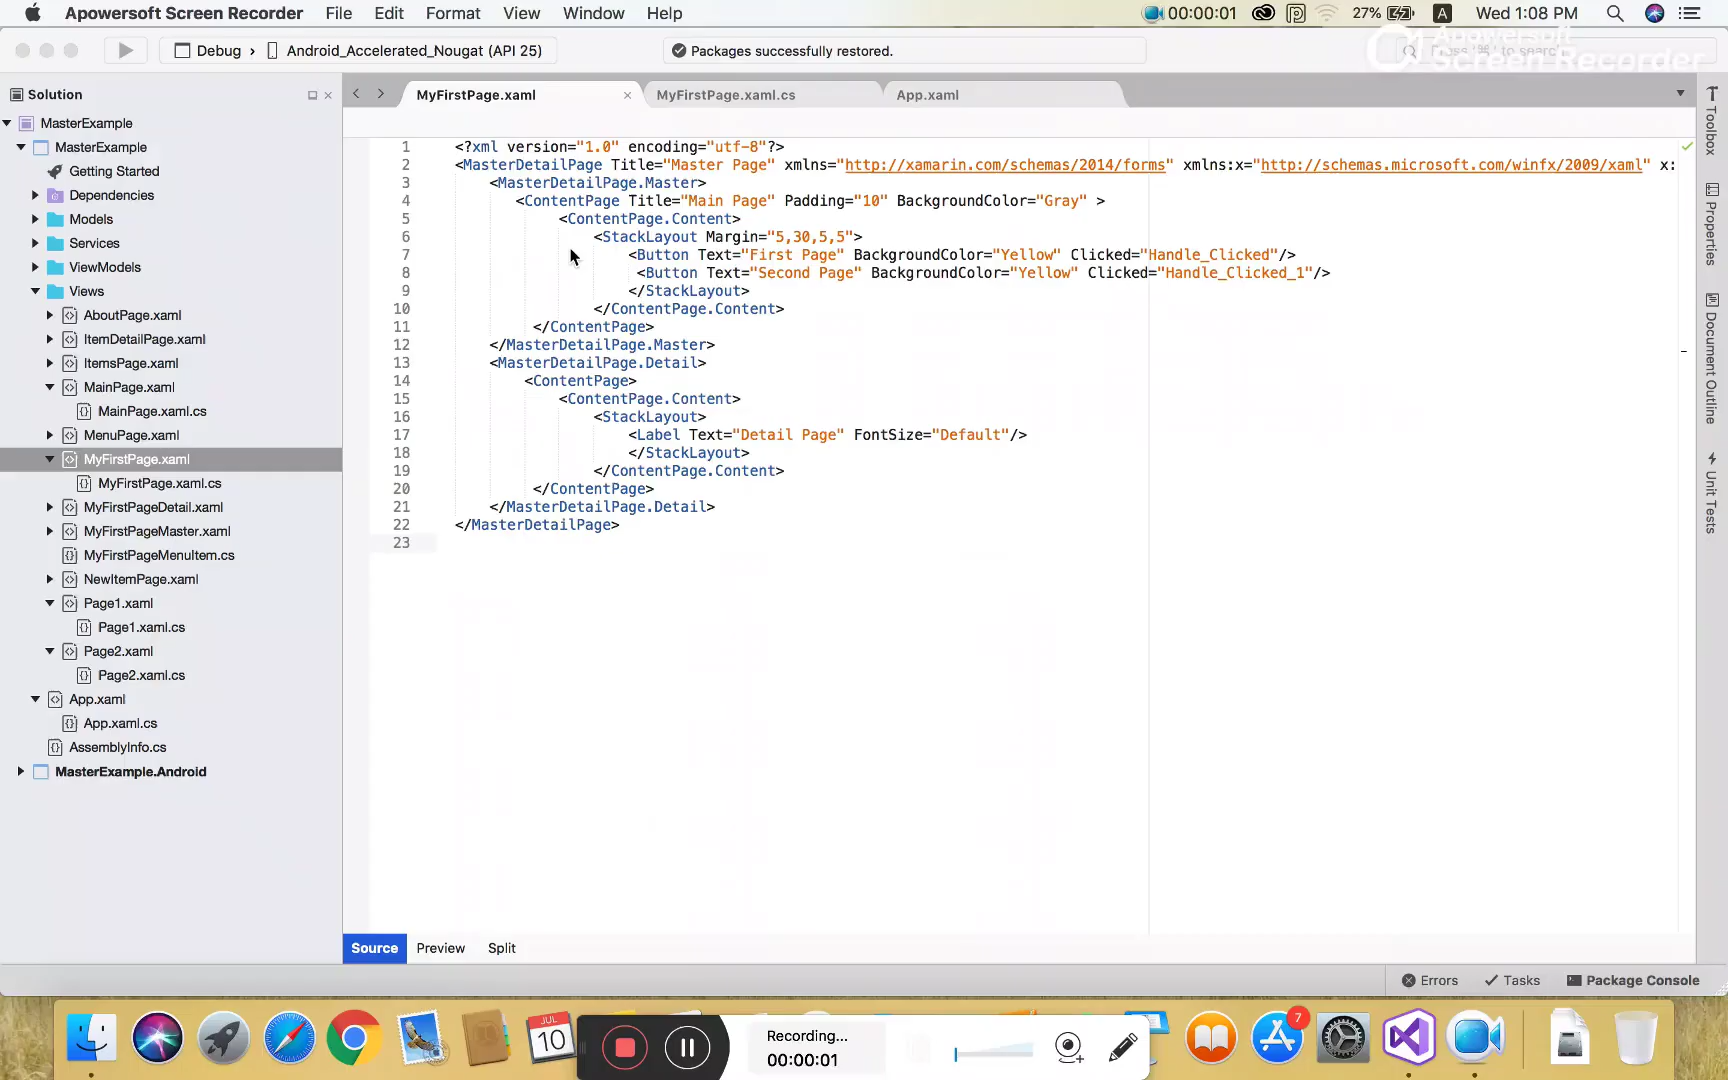 Apowersoft Screen Recorder File Edit Format View Window Help 00:00:01 27% A Wed 1:08 PM
Debug › Android_Accelerated_Nougat (API 25) Packages successfully restored. Press '⌘.' to search
Apowersoft
Screen Recorder
Solution
MyFirstPage.xaml MyFirstPage.xaml.cs App.xaml
MasterExample
MasterExample
Getting Started
Dependencies
Models
Services
ViewModels
Views
AboutPage.xaml
ItemDetailPage.xaml
ItemsPage.xaml
MainPage.xaml
MainPage.xaml.cs
MenuPage.xaml
MyFirstPage.xaml
MyFirstPage.xaml.cs
MyFirstPageDetail.xaml
MyFirstPageMaster.xaml
MyFirstPageMenuItem.cs
NewItemPage.xaml
Page1.xaml
Page1.xaml.cs
Page2.xaml
Page2.xaml.cs
App.xaml
App.xaml.cs
AssemblyInfo.cs
MasterExample.Android
1 <?xml version="1.0" encoding="utf-8"?>
2 <MasterDetailPage Title="Master Page" xmlns="http://xamarin.com/schemas/2014/forms" xmlns:x="http://schemas.microsoft.com/winfx/2009/xaml" x:
3 <MasterDetailPage.Master>
4 <ContentPage Title="Main Page" Padding="10" BackgroundColor="Gray" >
5 <ContentPage.Content>
6 <StackLayout Margin="5,30,5,5">
7 <Button Text="First Page" BackgroundColor="Yellow" Clicked="Handle_Clicked"/>
8 <Button Text="Second Page" BackgroundColor="Yellow" Clicked="Handle_Clicked_1"/>
9 </StackLayout>
10 </ContentPage.Content>
11 </ContentPage>
12 </MasterDetailPage.Master>
13 <MasterDetailPage.Detail>
14 <ContentPage>
15 <ContentPage.Content>
16 <StackLayout>
17 <Label Text="Detail Page" FontSize="Default"/>
18 </StackLayout>
19 </ContentPage.Content>
20 </ContentPage>
21 </MasterDetailPage.Detail>
22 </MasterDetailPage>
23
Toolbox
Properties
Document Outline
Unit Tests
Source Preview Split
Errors Tasks Package Console
JUL
10
Recording...
00:00:01
7